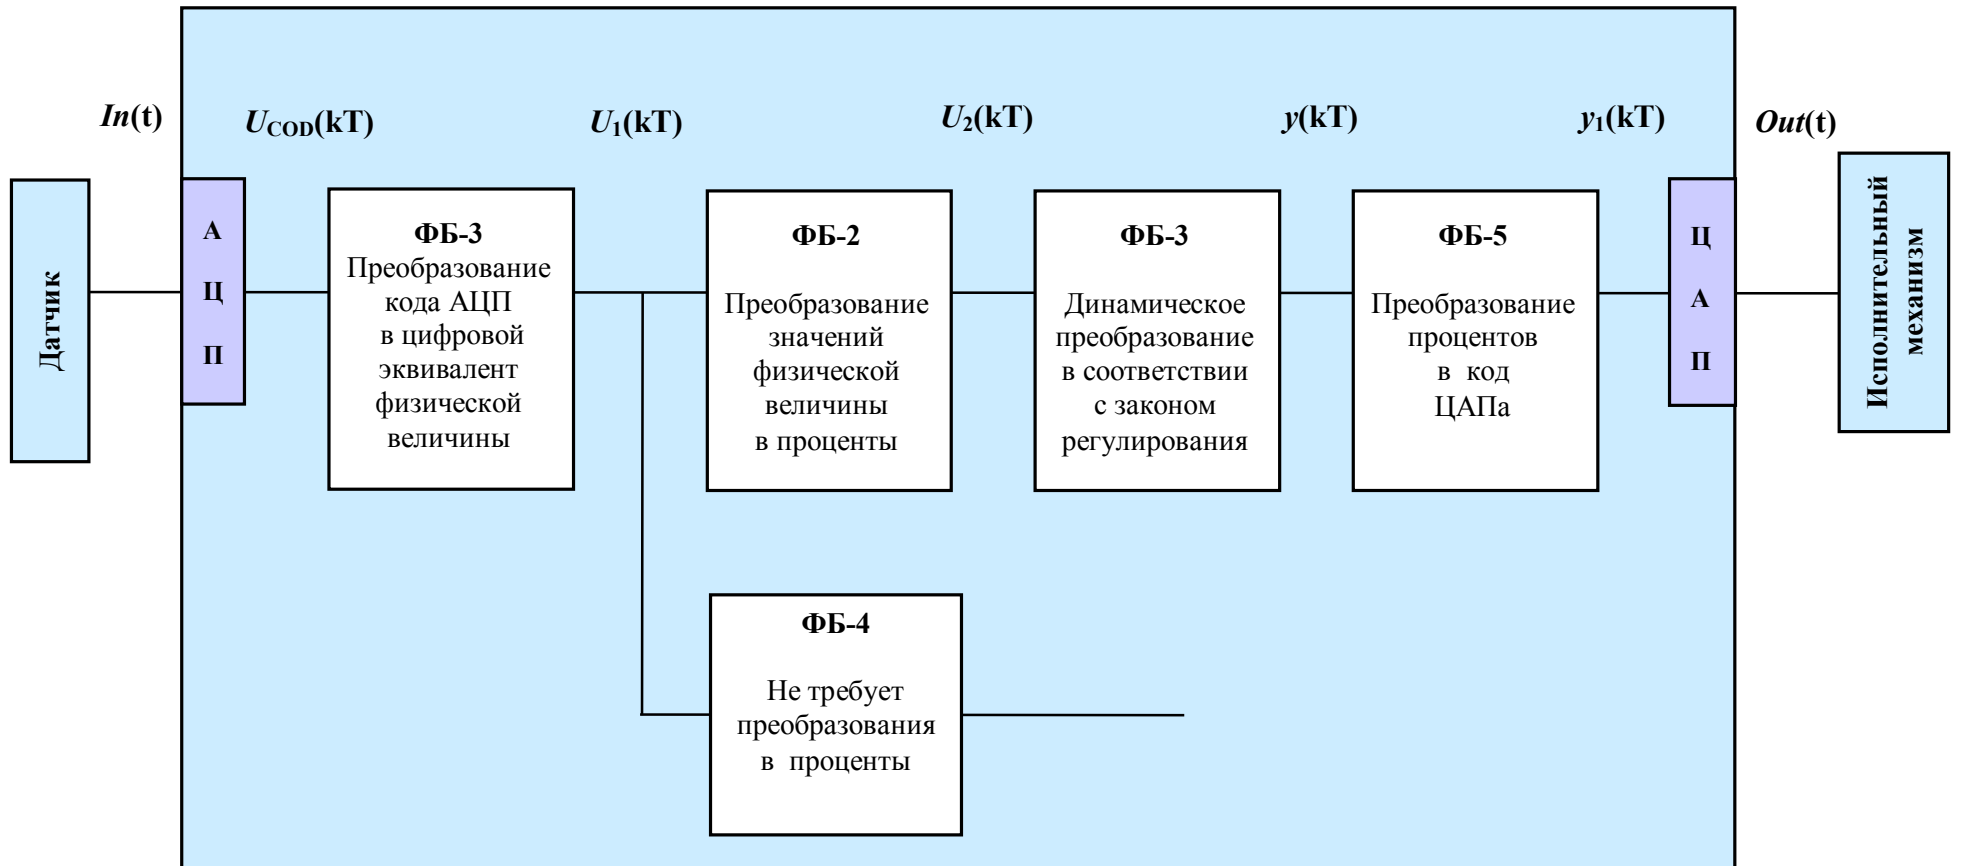 In(t)
U_COD(kT)
U₁(kT)
U₂(kT)
y(kT)
y₁(kT)
Out(t)
Датчик
А
Ц
П
ФБ-3
Преобразование
кода АЦП
в цифровой
эквивалент
физической
величины
ФБ-2
Преобразование
значений
физической
величины
в проценты
ФБ-3
Динамическое
преобразование
в соответствии
с законом
регулирования
ФБ-5
Преобразование
процентов
в код
ЦАПа
Ц
А
П
Исполнительный
механизм
ФБ-4
Не требует
преобразования
в проценты